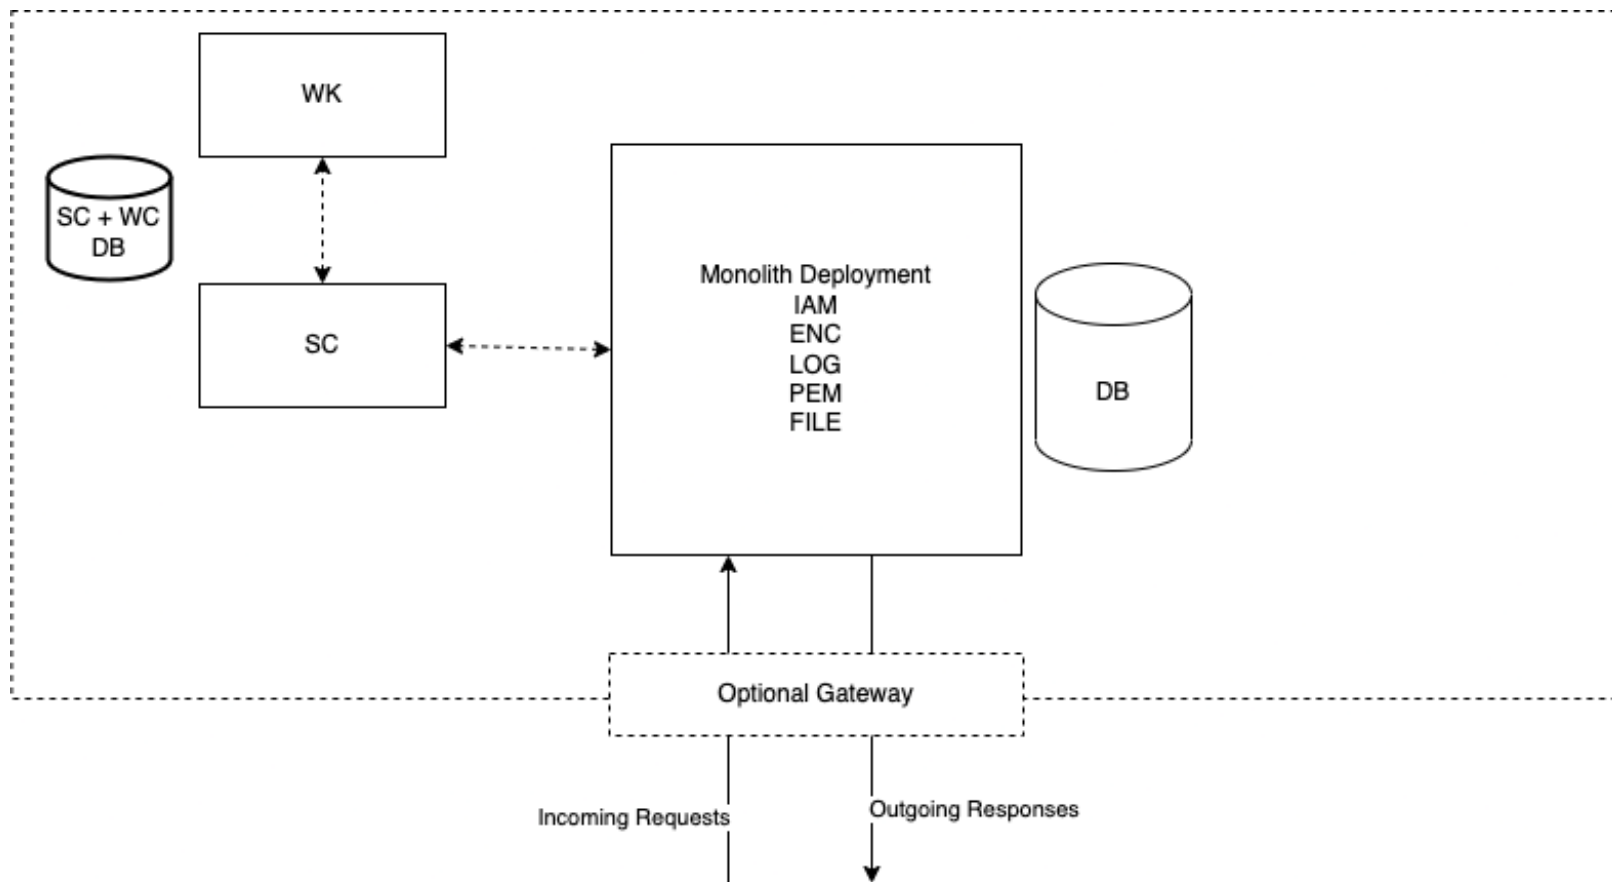 WK
SC + WC
DB
SC
Monolith Deployment
IAM
ENC
LOG
PEM
FILE
DB
Optional Gateway
Incoming Requests
Outgoing Responses